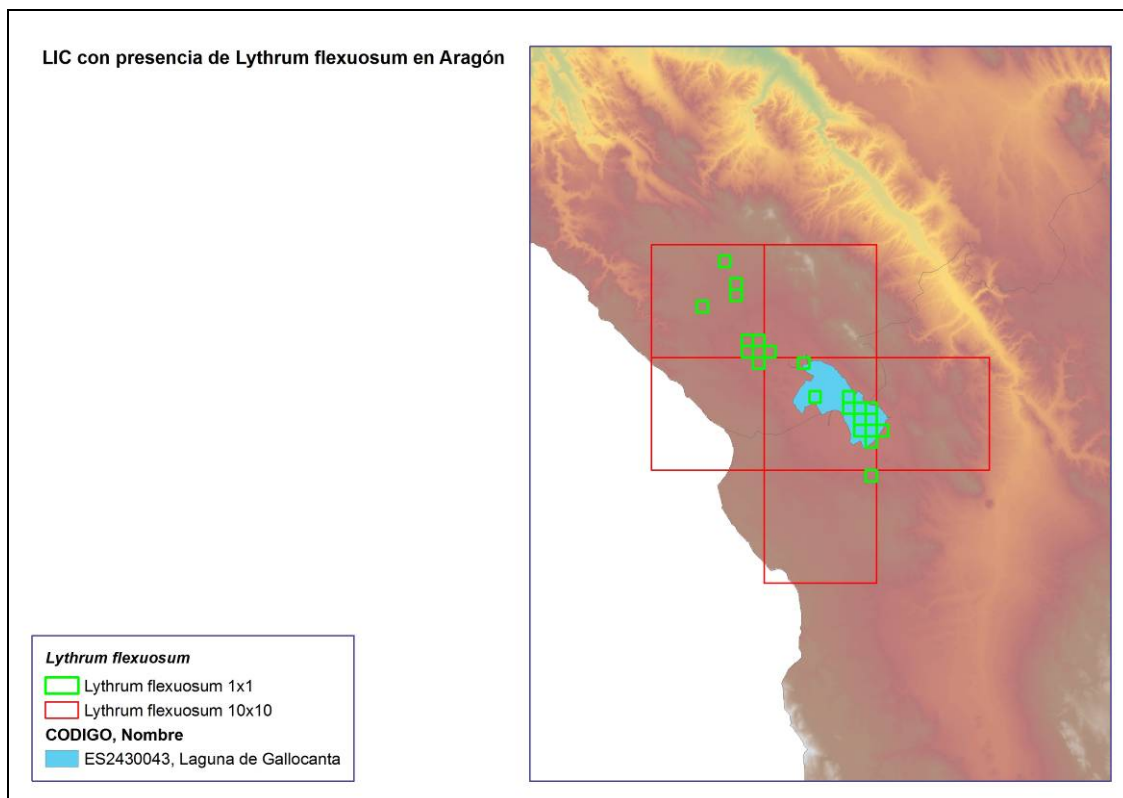 LIC con presencia de Lythrum flexuosum en Aragón
Lythrum flexuosum
Lythrum flexuosum 1x1
Lythrum flexuosum 10x10
CODIGO, Nombre
ES2430043, Laguna de Gallocanta